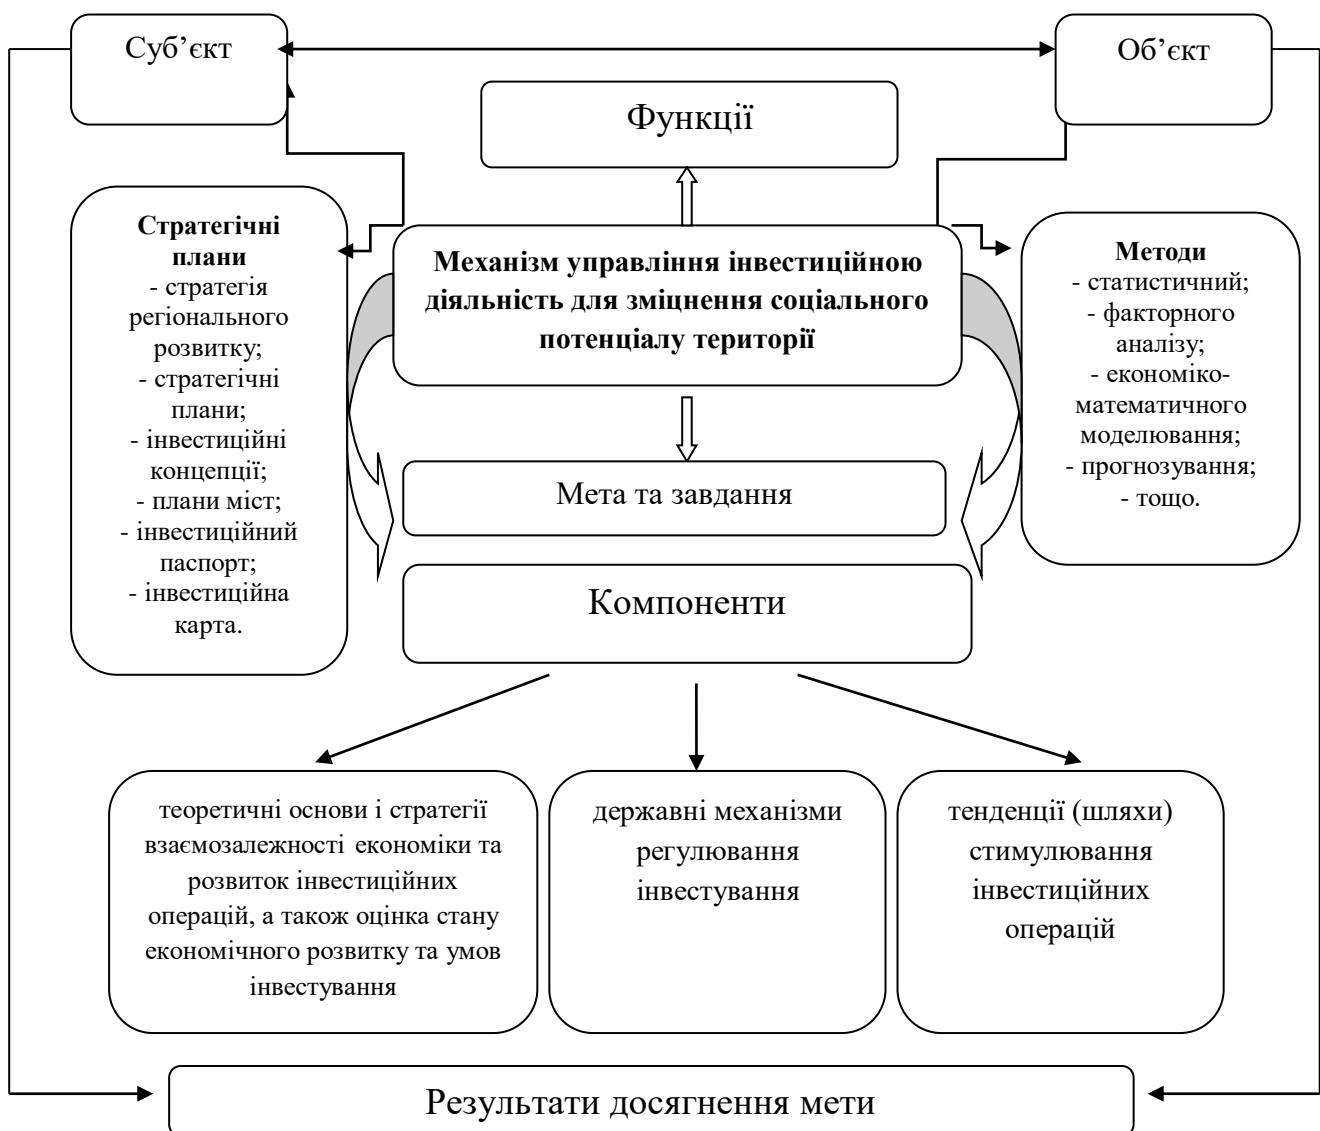 Суб’єкт
Об’єкт
Функції
Стратегічні
плани
- стратегія
регіонального
розвитку;
- стратегічні
плани;
- інвестиційні
концепції;
- плани міст;
- інвестиційний
паспорт;
- інвестиційна
карта.
Механізм управління інвестиційною
діяльність для зміцнення соціального
потенціалу території
Методи
- статистичний;
- факторного
аналізу;
- економіко-
математичного
моделювання;
- прогнозування;
- тощо.
Мета та завдання
Компоненти
теоретичні основи і стратегії
взаємозалежності економіки та
розвиток інвестиційних
операцій, а також оцінка стану
економічного розвитку та умов
інвестування
державні механізми
регулювання
інвестування
тенденції (шляхи)
стимулювання
інвестиційних
операцій
Результати досягнення мети